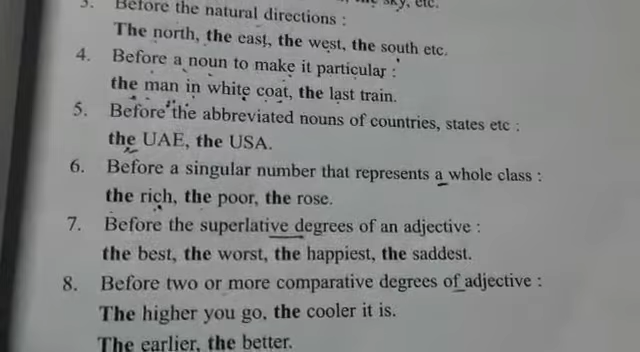 3. Before the natural directions :
The north, the east, the west, the south etc.
4. Before a noun to make it particular :
the man in white coat, the last train.
5. Before the abbreviated nouns of countries, states etc :
the UAE, the USA.
6. Before a singular number that represents a whole class :
the rich, the poor, the rose.
7. Before the superlative degrees of an adjective :
the best, the worst, the happiest, the saddest.
8. Before two or more comparative degrees of adjective :
The higher you go, the cooler it is.
The earlier, the better.